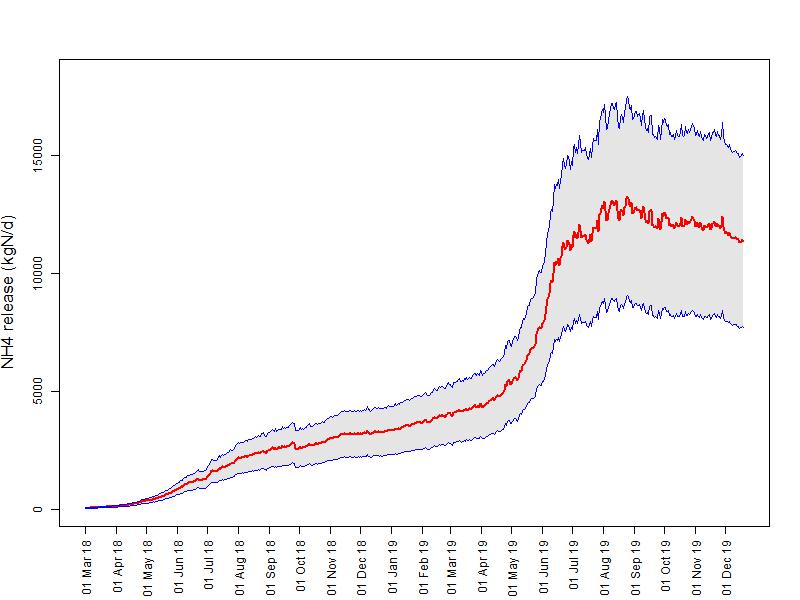 NH4 release (kgN/d)
15000
10000
5000
0
01 Mar 18
01 Apr 18
01 May 18
01 Jun 18
01 Jul 18
01 Aug 18
01 Sep 18
01 Oct 18
01 Nov 18
01 Dec 18
01 Jan 19
01 Feb 19
01 Mar 19
01 Apr 19
01 May 19
01 Jun 19
01 Jul 19
01 Aug 19
01 Sep 19
01 Oct 19
01 Nov 19
01 Dec 19